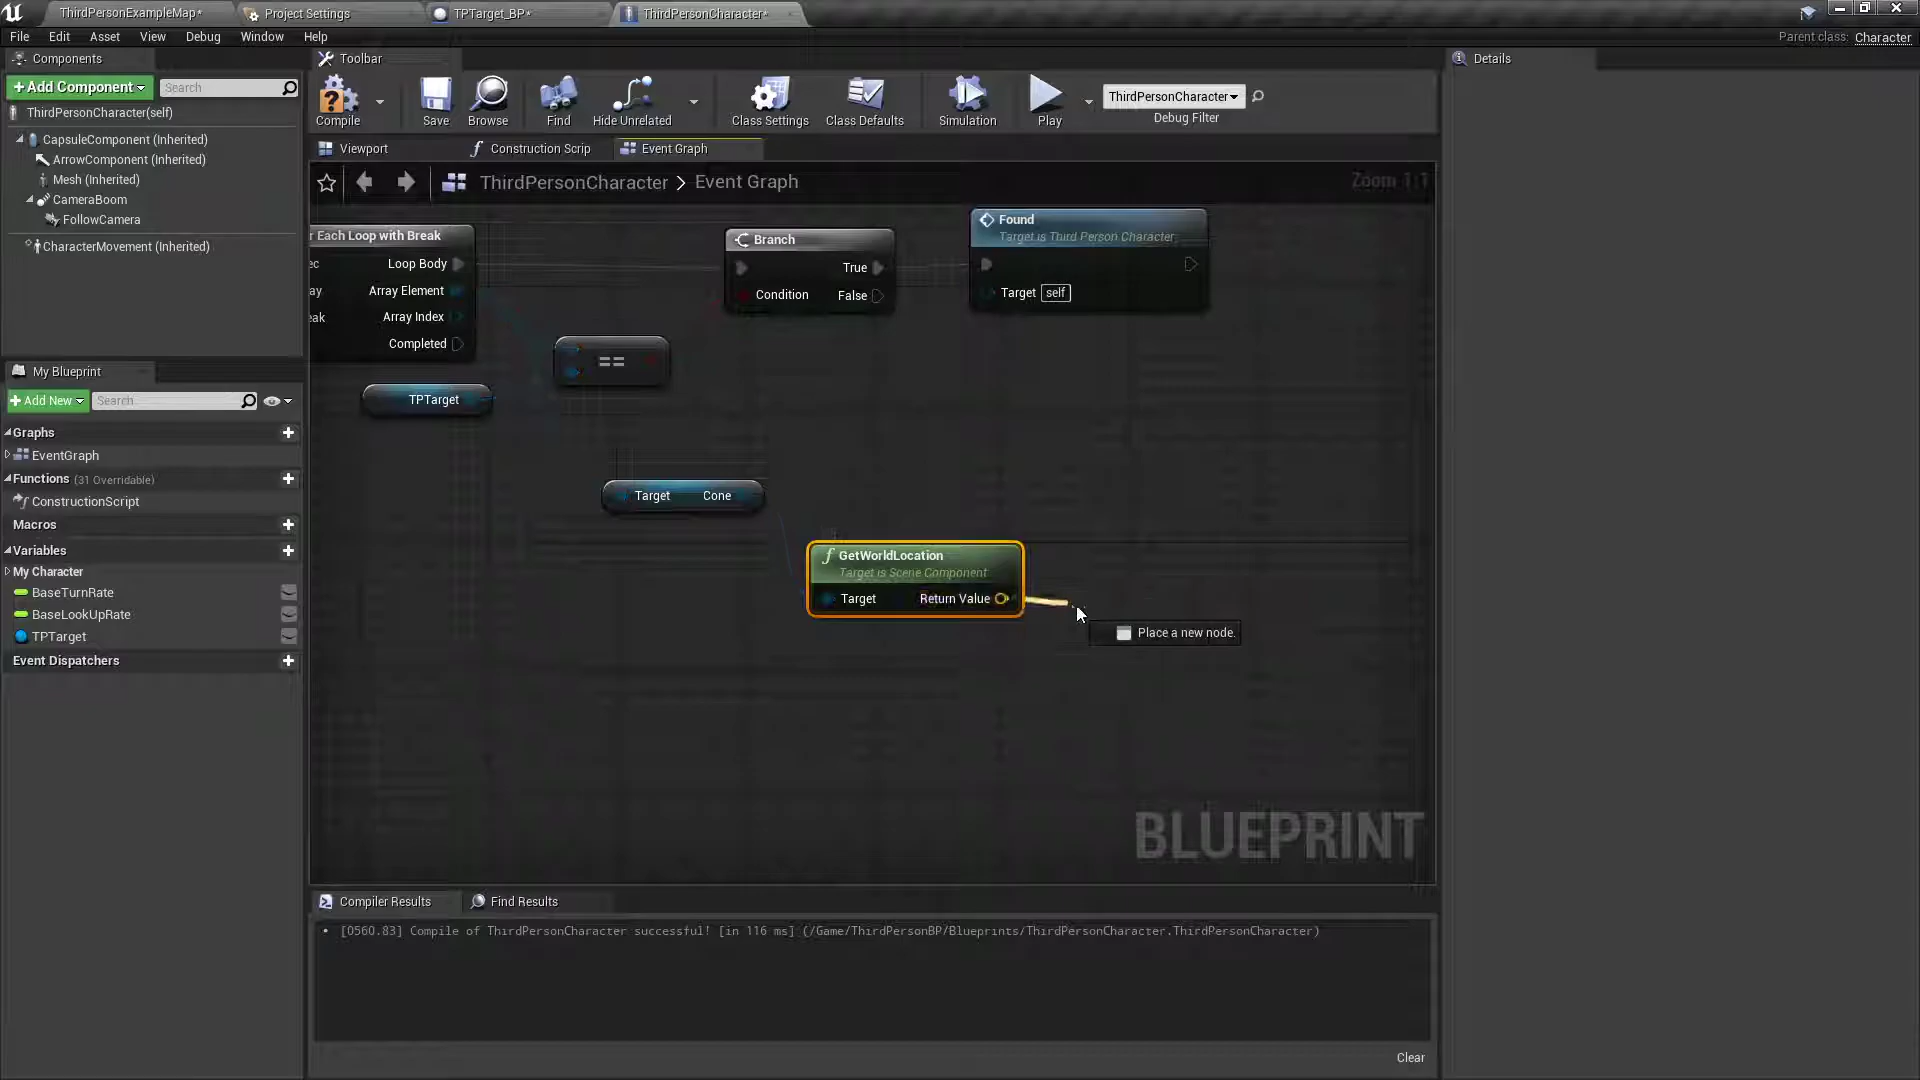 ThirdPersonExampleMap*
Project Settings
TPTarget_BP*
ThirdPersonCharacter*
File
Edit
Asset
View
Debug
Window
Help
Parent class: Character
Components
+Add Component
Search
ThirdPersonCharacter(self)
CapsuleComponent (Inherited)
ArrowComponent (Inherited)
Mesh (Inherited)
CameraBoom
FollowCamera
CharacterMovement (Inherited)
My Blueprint
+Add New
Search
Graphs
EventGraph
Functions (31 Overridable)
ConstructionScript
Macros
Variables
My Character
BaseTurnRate
BaseLookUpRate
TPTarget
Event Dispatchers
Toolbar
Compile
Save
Browse
Find
Hide Unrelated
Class Settings
Class Defaults
Simulation
Play
ThirdPersonCharacter
Debug Filter
Viewport
Construction Scrip
Event Graph
ThirdPersonCharacter > Event Graph
Zoom 1:1
r Each Loop with Break
ec
Loop Body
ay
Array Element
Array Index
eak
Completed
TPTarget
==
Branch
True
Condition
False
Found
Target is Third Person Character
Target self
Target
Cone
f GetWorldLocation
Target is Scene Component
Target
Return Value
Place a new node.
BLUEPRINT
Compiler Results
Find Results
[0560.83] Compile of ThirdPersonCharacter successful! [in 116 ms] (/Game/ThirdPersonBP/Blueprints/ThirdPersonCharacter.ThirdPersonCharacter)
Clear
Details